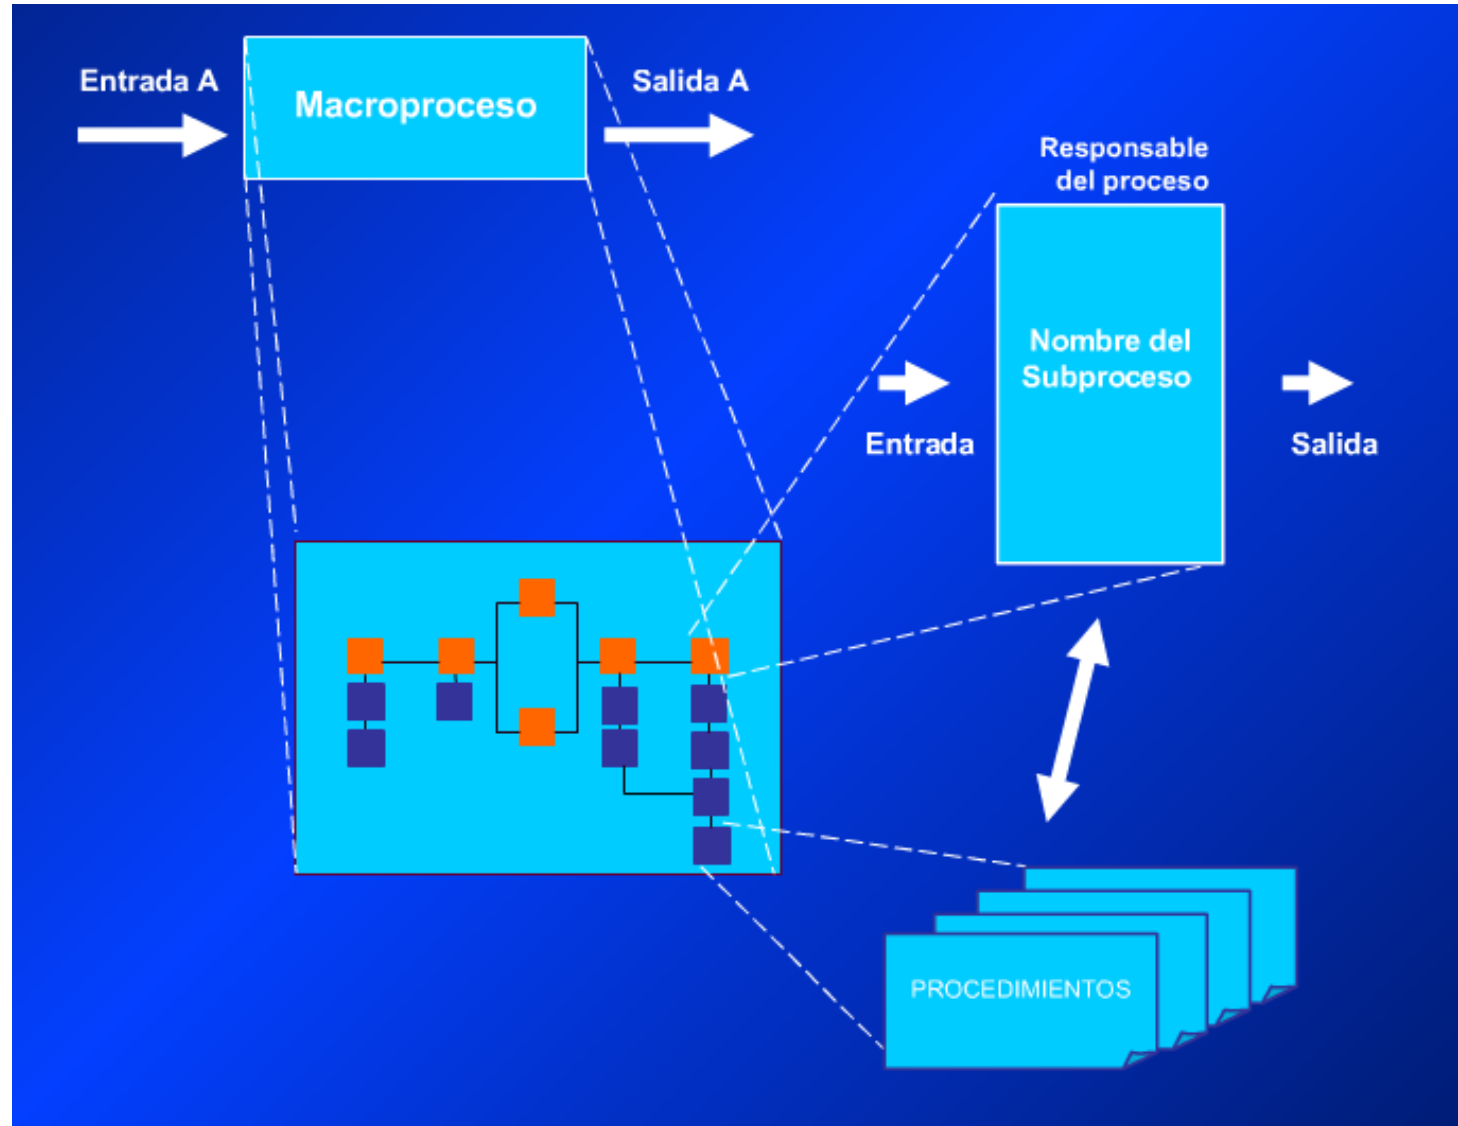 Entrada A
Macroproceso
Salida A
Responsable
del proceso
Nombre del
Subproceso
Entrada
Salida
PROCEDIMIENTOS